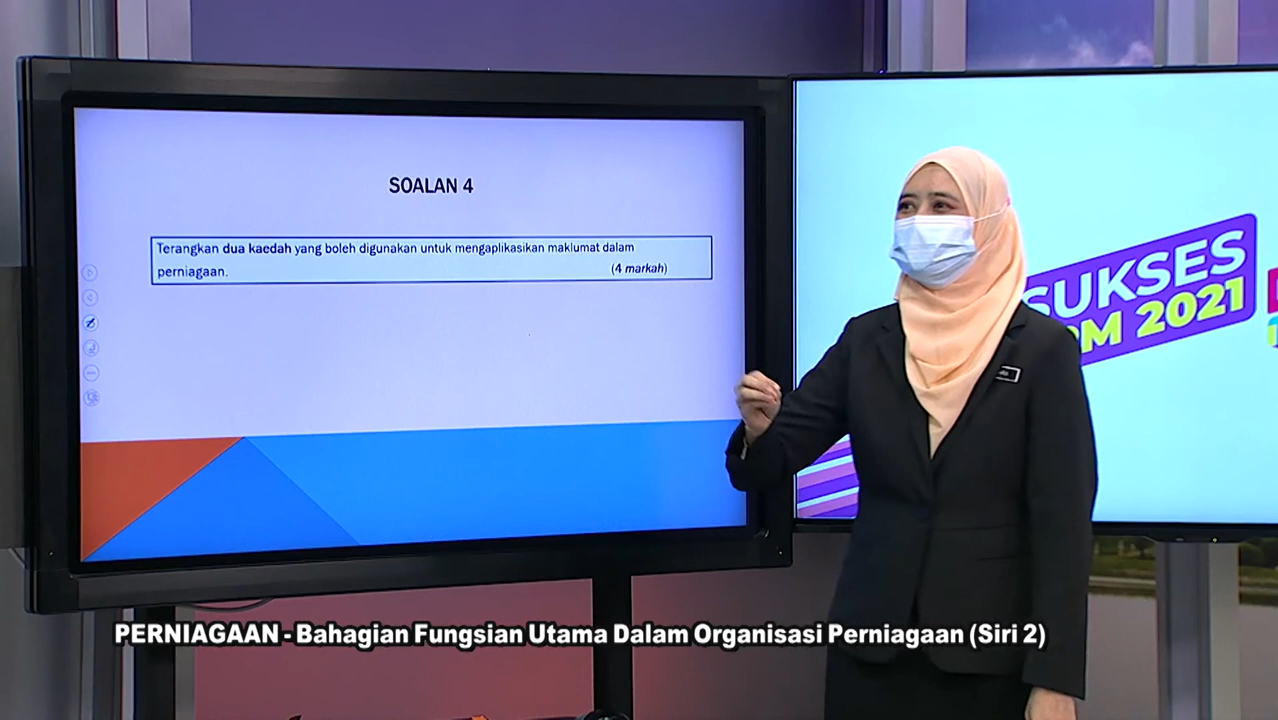 SOALAN 4
Terangkan dua kaedah yang boleh digunakan untuk mengaplikasikan maklumat dalam
perniagaan. (4 markah)
SUKSES
2021
PERNIAGAAN - Bahagian Fungsian Utama Dalam Organisasi Perniagaan (Siri 2)